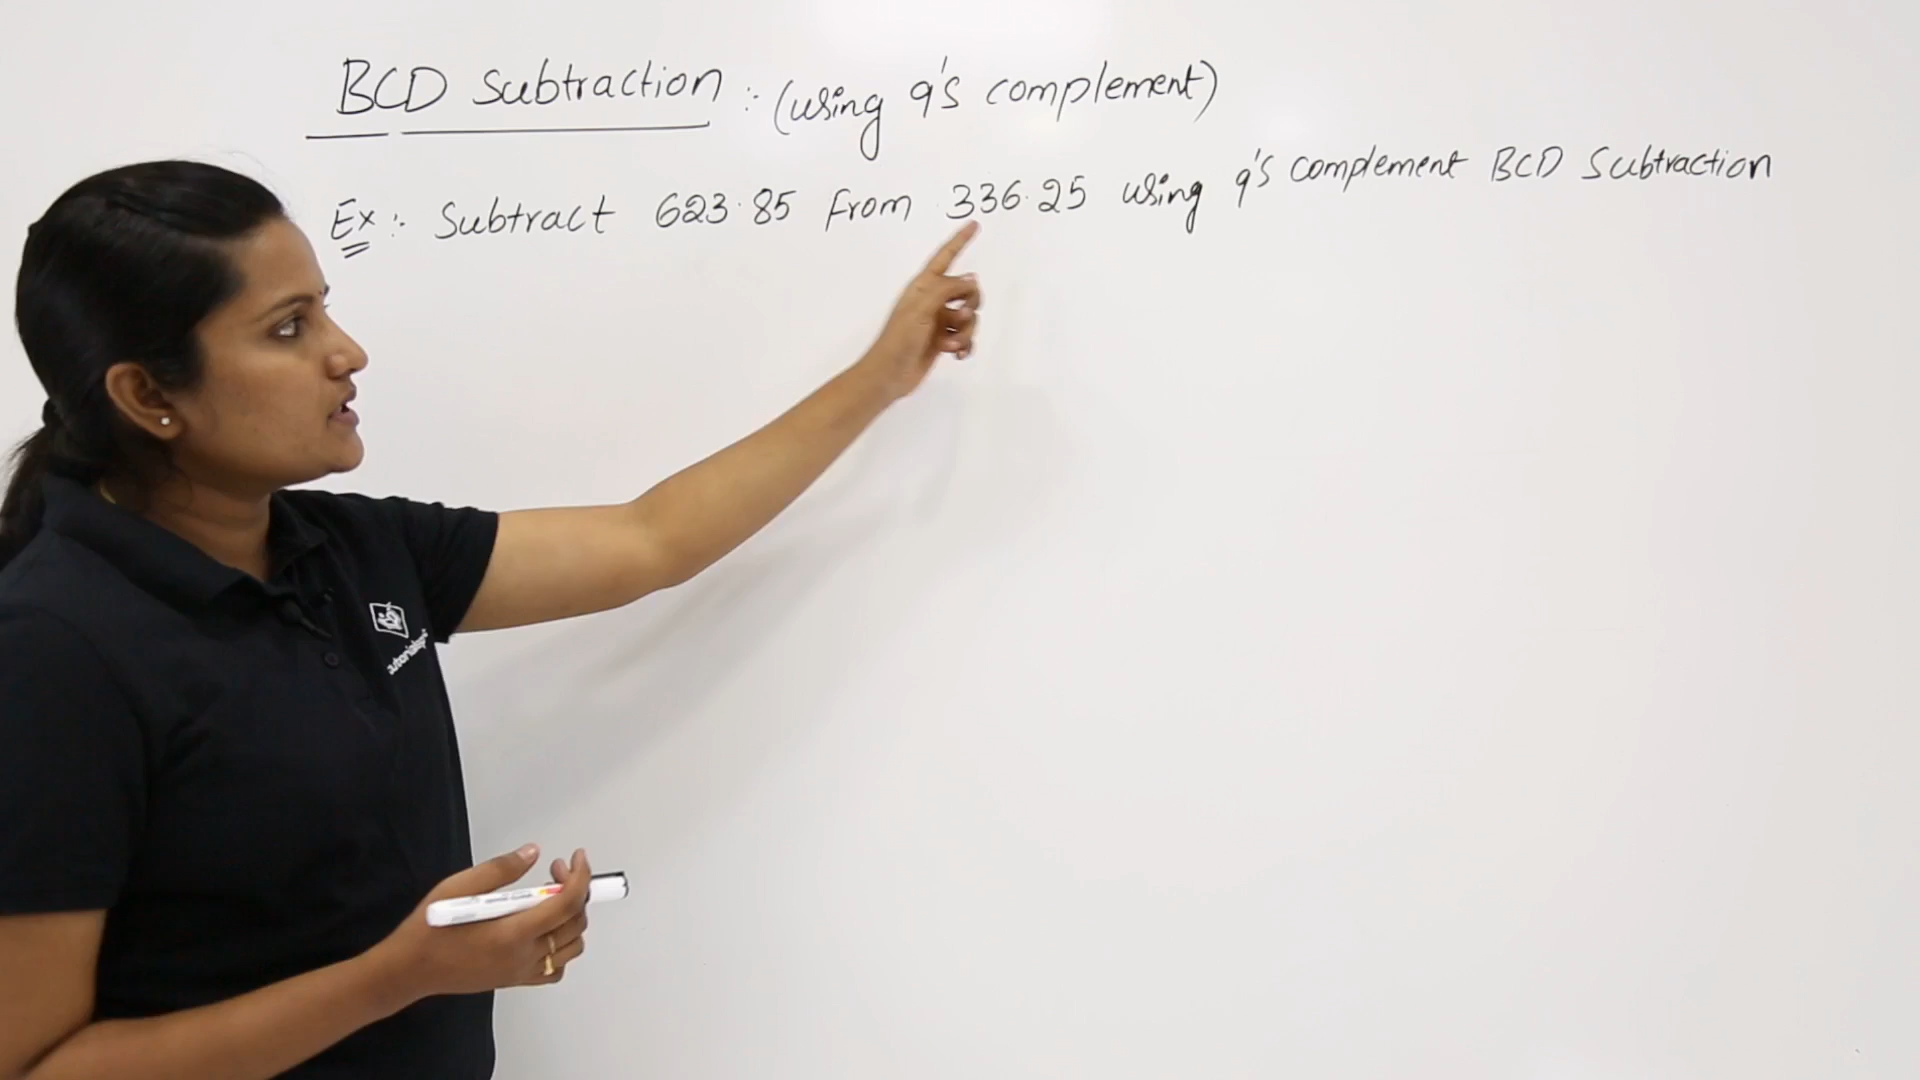 BCD Subtraction :- (using 9's complement)
Ex :- Subtract 623.85 from 336.25 using 9's complement BCD Subtraction